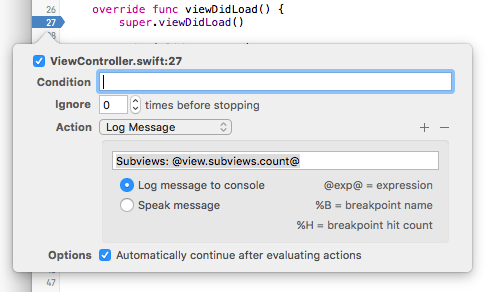 26 override func viewDidLoad() {
27 super.viewDidLoad()
ViewController.swift:27
Condition
Ignore 0 times before stopping
Action Log Message
Subviews: @view.subviews.count@
Log message to console @exp@ = expression
Speak message %B = breakpoint name
%H = breakpoint hit count
Options Automatically continue after evaluating actions
46
47